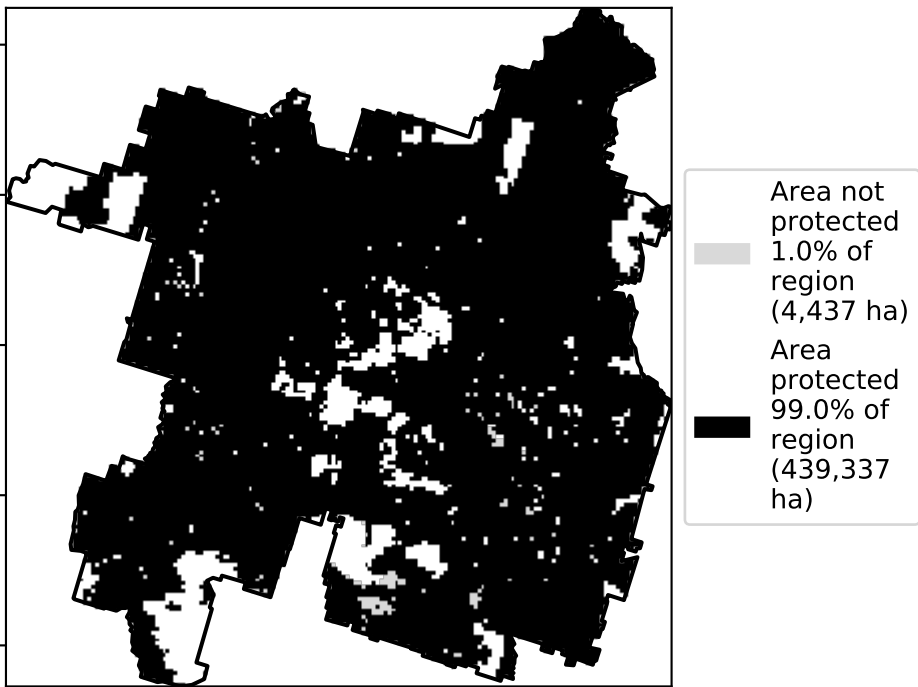 Area not
protected
1.0% of
region
(4,437 ha)
Area
protected
99.0% of
region
(439,337
ha)